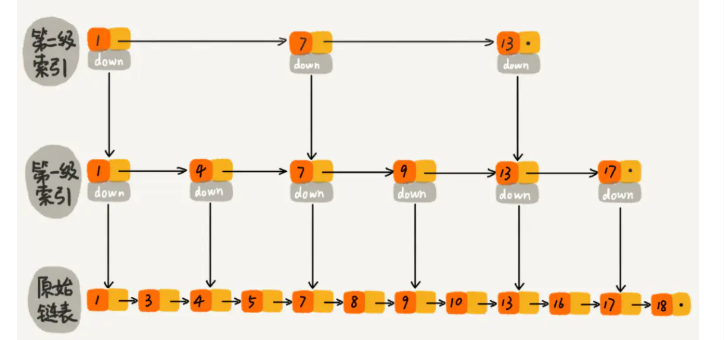 第二级
索引
1 7 13
down down down
第一级
索引
1 4 7 9 13 17
down down down down down down
原始
链表
1 3 4 5 7 8 9 10 13 16 17 18